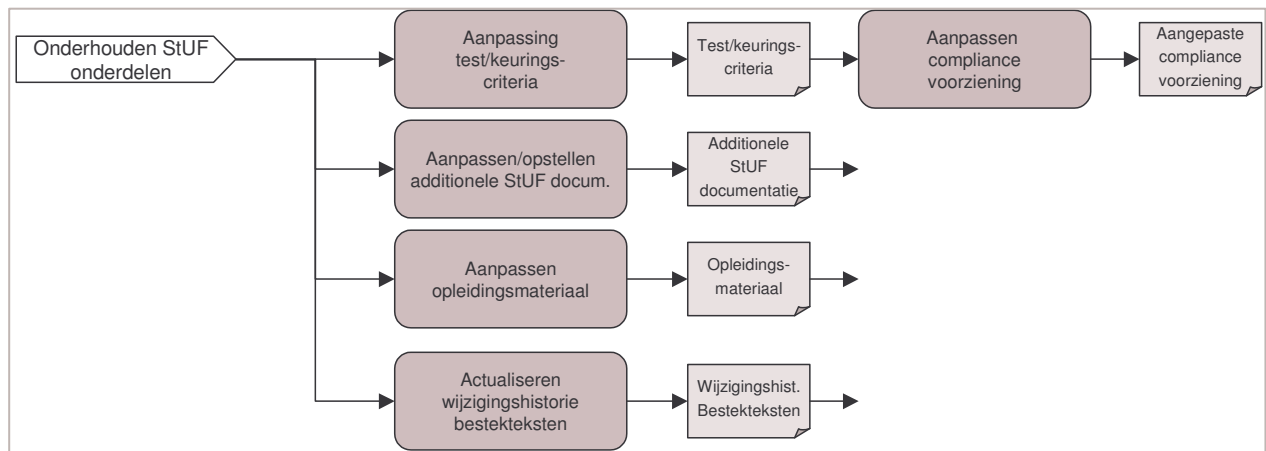 Onderhouden StUF
onderdelen
Aanpassing
test/keurings-
criteria
Test/keurings-
criteria
Aanpassen
compliance
voorziening
Aangepaste
compliance
voorziening
Aanpassen/opstellen
additionele StUF docum.
Additionele
StUF
documentatie
Aanpassen
opleidingsmateriaal
Opleidings-
materiaal
Actualiseren
wijzigingshistorie
bestekteksten
Wijzigingshist.
Bestekteksten